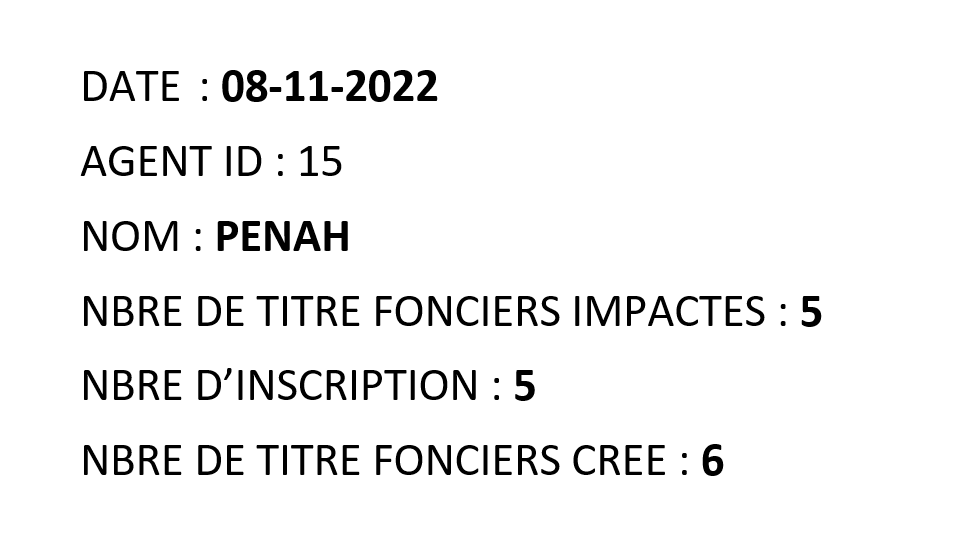 DATE : 08-11-2022
AGENT ID : 15
NOM : PENAH
NBRE DE TITRE FONCIERS IMPACTES : 5
NBRE D’INSCRIPTION : 5
NBRE DE TITRE FONCIERS CREE : 6